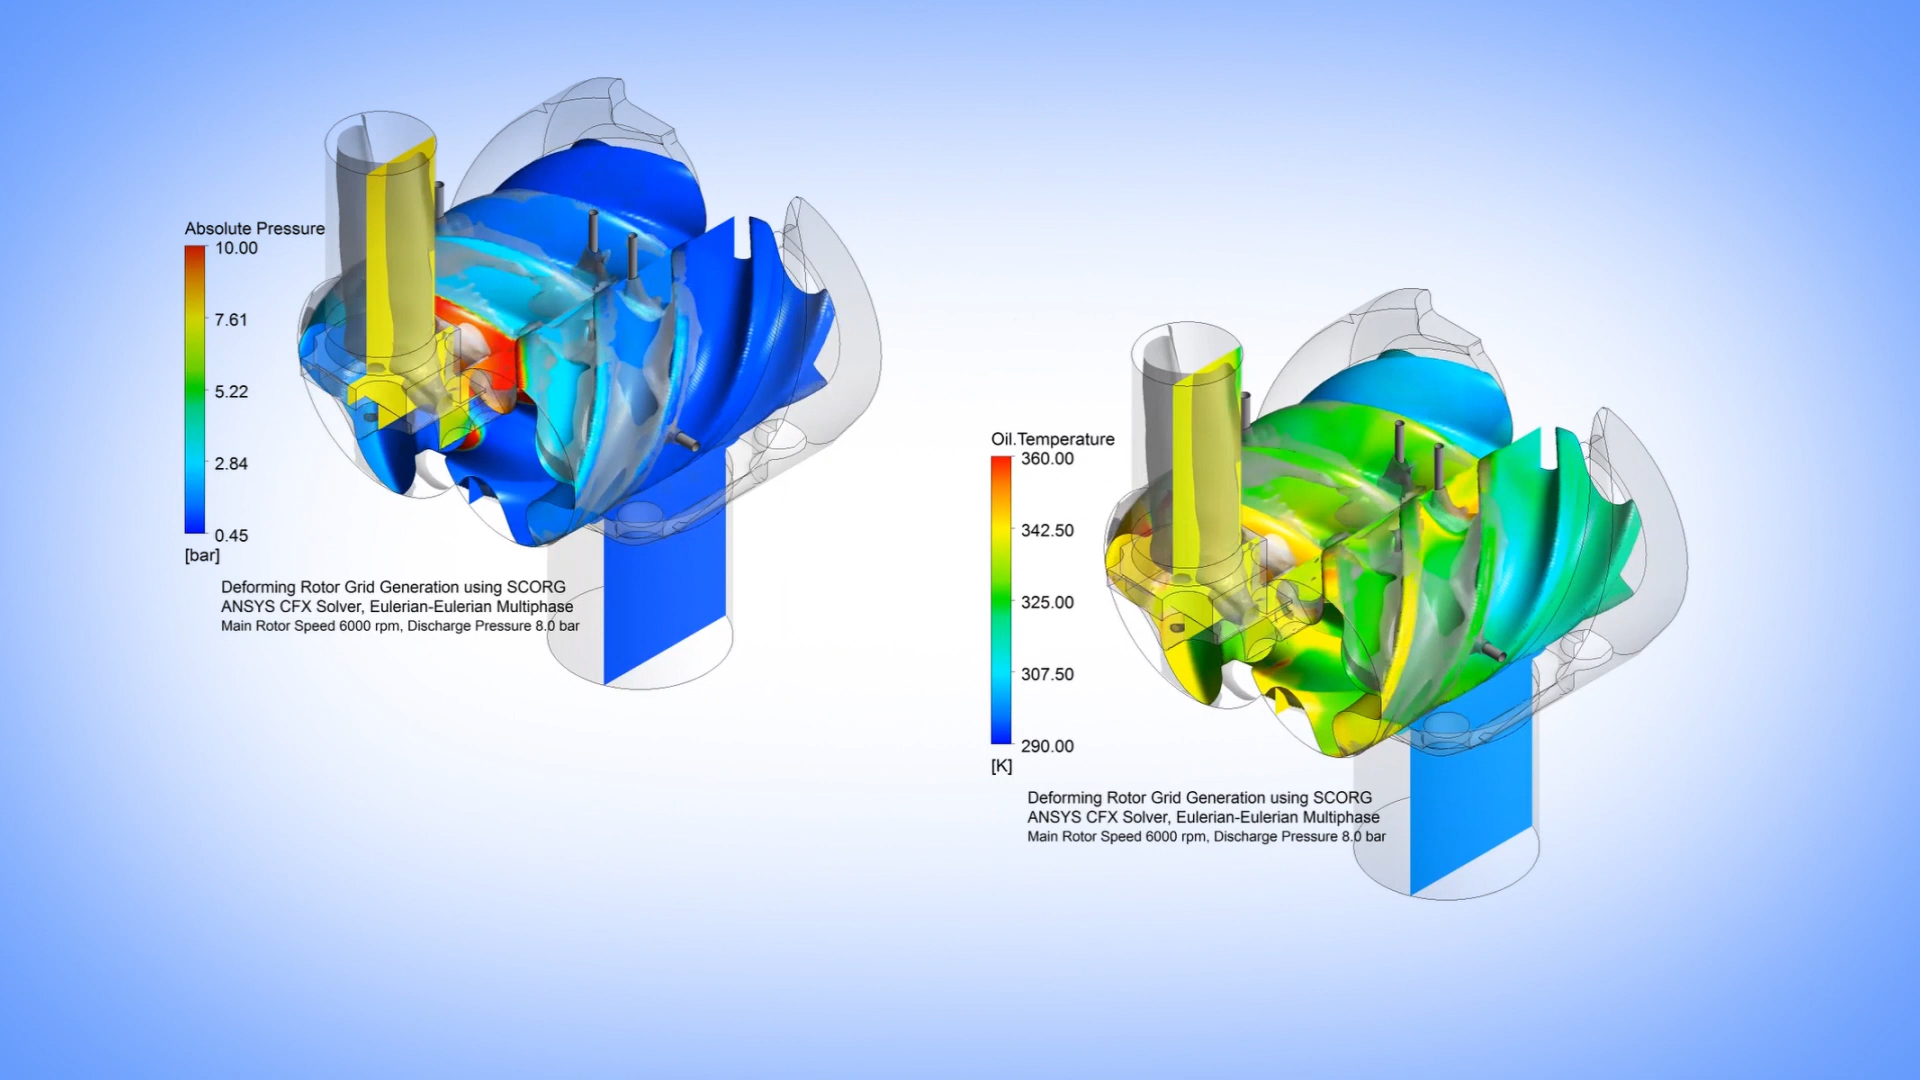 Absolute Pressure
10.00
7.61
5.22
2.84
0.45
[bar]
Deforming Rotor Grid Generation using SCORG
ANSYS CFX Solver, Eulerian-Eulerian Multiphase
Main Rotor Speed 6000 rpm, Discharge Pressure 8.0 bar
Oil.Temperature
360.00
342.50
325.00
307.50
290.00
[K]
Deforming Rotor Grid Generation using SCORG
ANSYS CFX Solver, Eulerian-Eulerian Multiphase
Main Rotor Speed 6000 rpm, Discharge Pressure 8.0 bar